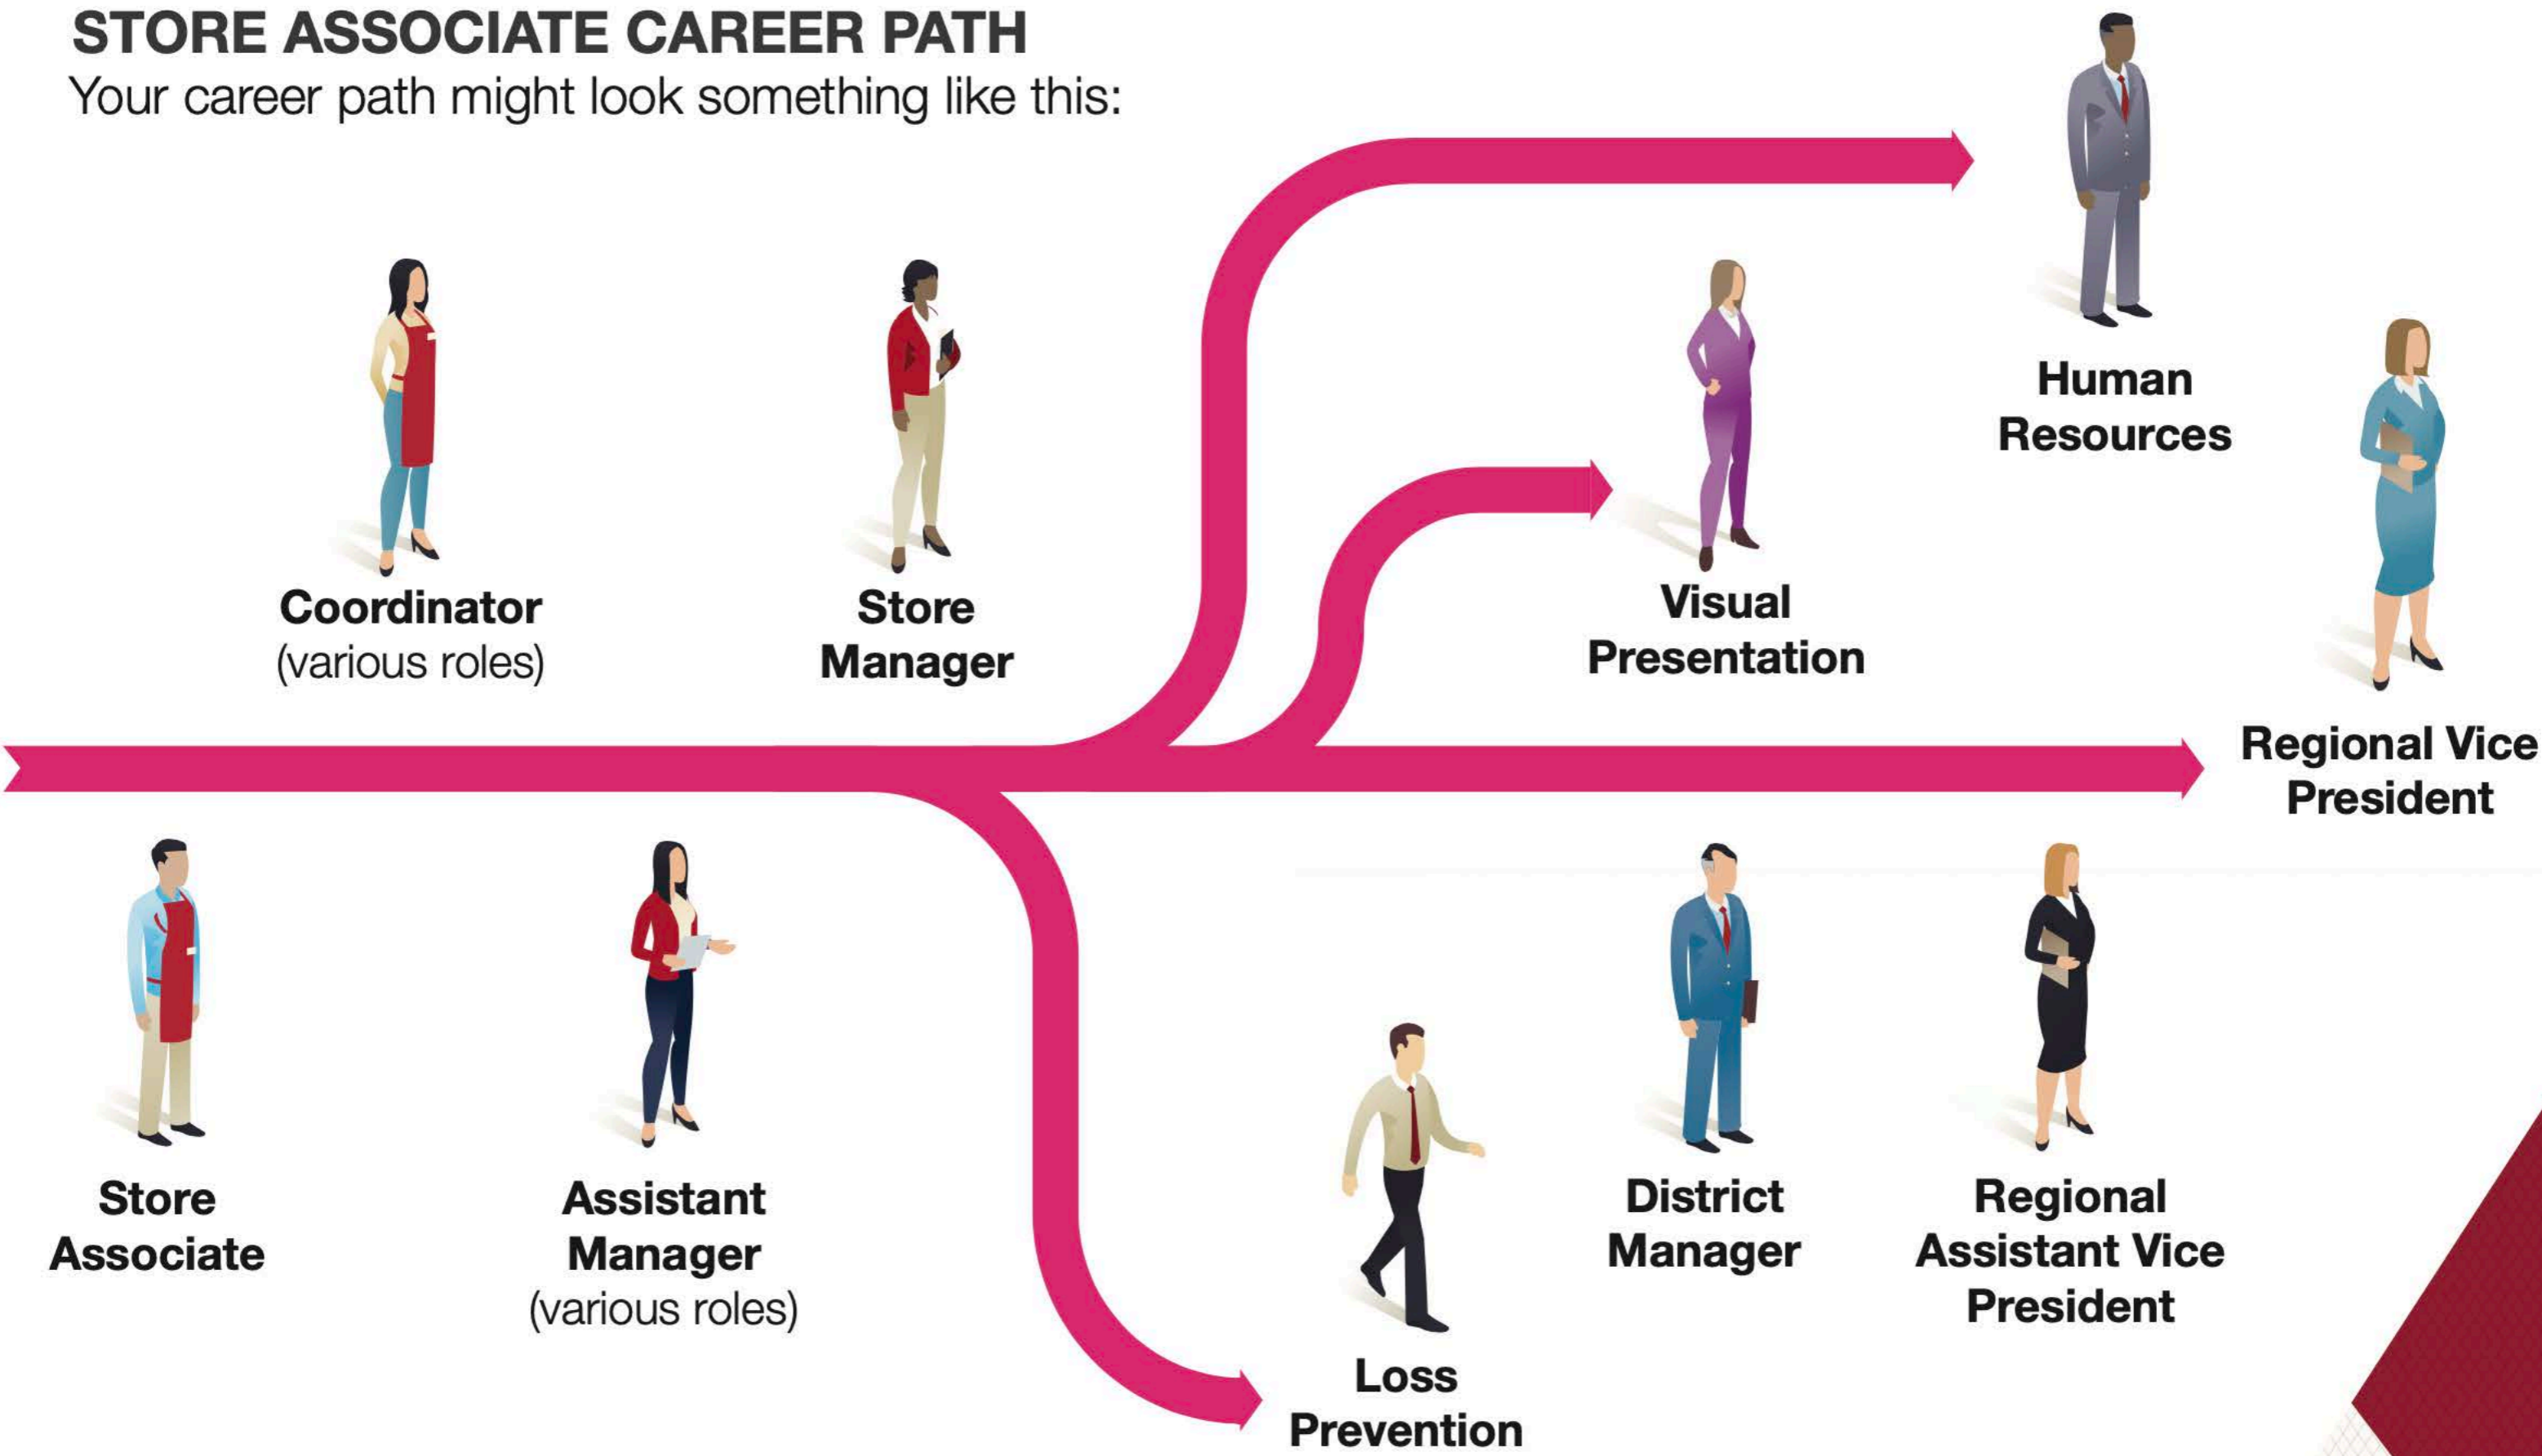 STORE ASSOCIATE CAREER PATH
Your career path might look something like this:
Human
Resources
Coordinator
(various roles)
Store
Manager
Visual
Presentation
Regional Vice
President
Store
Associate
Assistant
Manager
(various roles)
District
Manager
Regional
Assistant Vice
President
Loss
Prevention